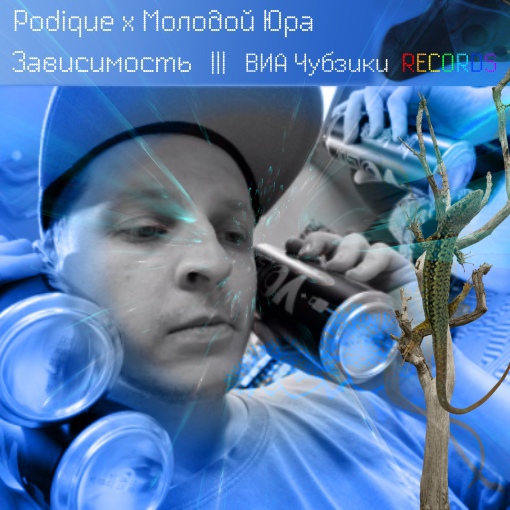 Podique x Молодой Юра
Зависимость ||| ВИА Чубзики RECORDS